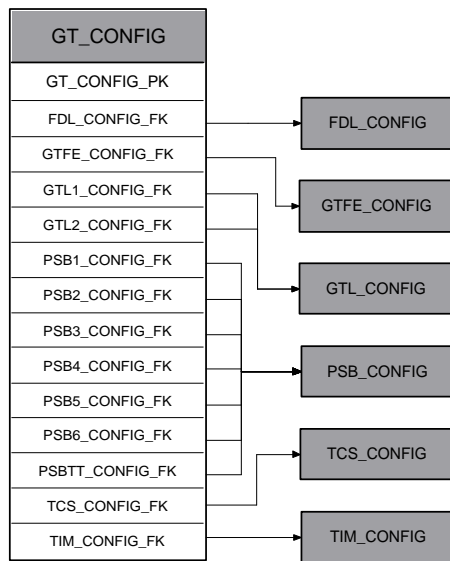 GT_CONFIG
GT_CONFIG_PK
FDL_CONFIG_FK
GTFE_CONFIG_FK
GTL1_CONFIG_FK
GTL2_CONFIG_FK
PSB1_CONFIG_FK
PSB2_CONFIG_FK
PSB3_CONFIG_FK
PSB4_CONFIG_FK
PSB5_CONFIG_FK
PSB6_CONFIG_FK
PSBTT_CONFIG_FK
TCS_CONFIG_FK
TIM_CONFIG_FK
FDL_CONFIG
GTFE_CONFIG
GTL_CONFIG
PSB_CONFIG
TCS_CONFIG
TIM_CONFIG